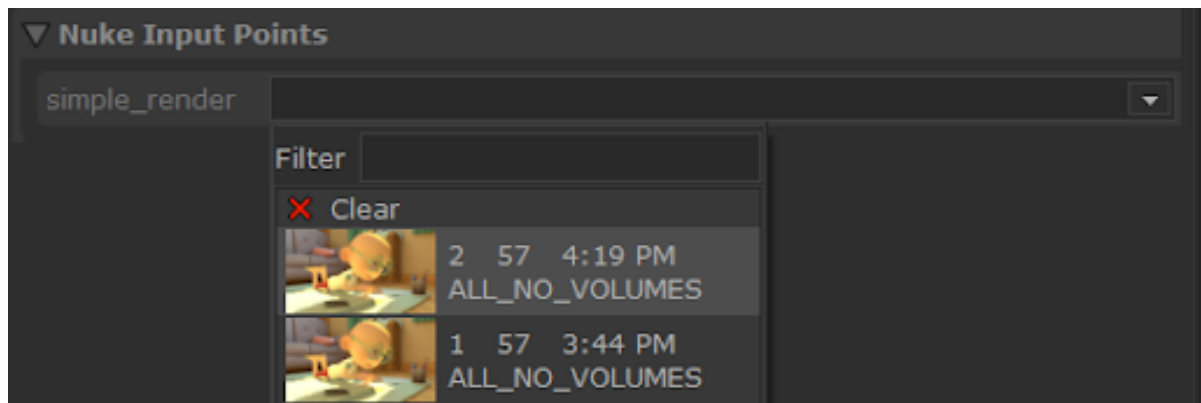 Nuke Input Points
simple_render
Filter
Clear
2 57 4:19 PM
ALL_NO_VOLUMES
1 57 3:44 PM
ALL_NO_VOLUMES